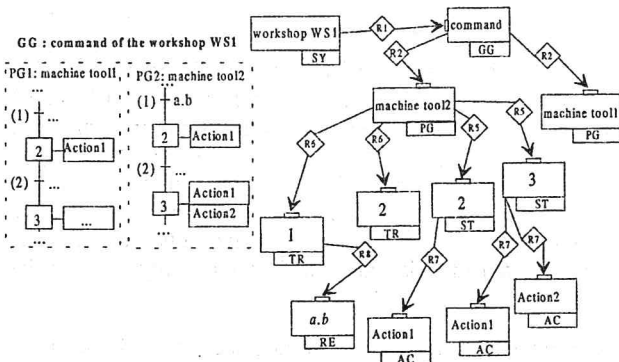 GG : command of the workshop WS1
PG1: machine tool1
PG2: machine tool2
...
(1)
...
2
Action1
(2)
...
3
...
...
...
(1)
a.b
2
Action1
(2)
...
3
Action1
Action2
...
workshop WS1
SY
R1
command
GG
R2
R2
machine tool2
PG
machine tool1
PG
R6
R6
R5
R5
1
TR
2
TR
2
ST
3
ST
R8
R7
R7
R7
a.b
RE
Action1
AC
Action1
AC
Action2
AC